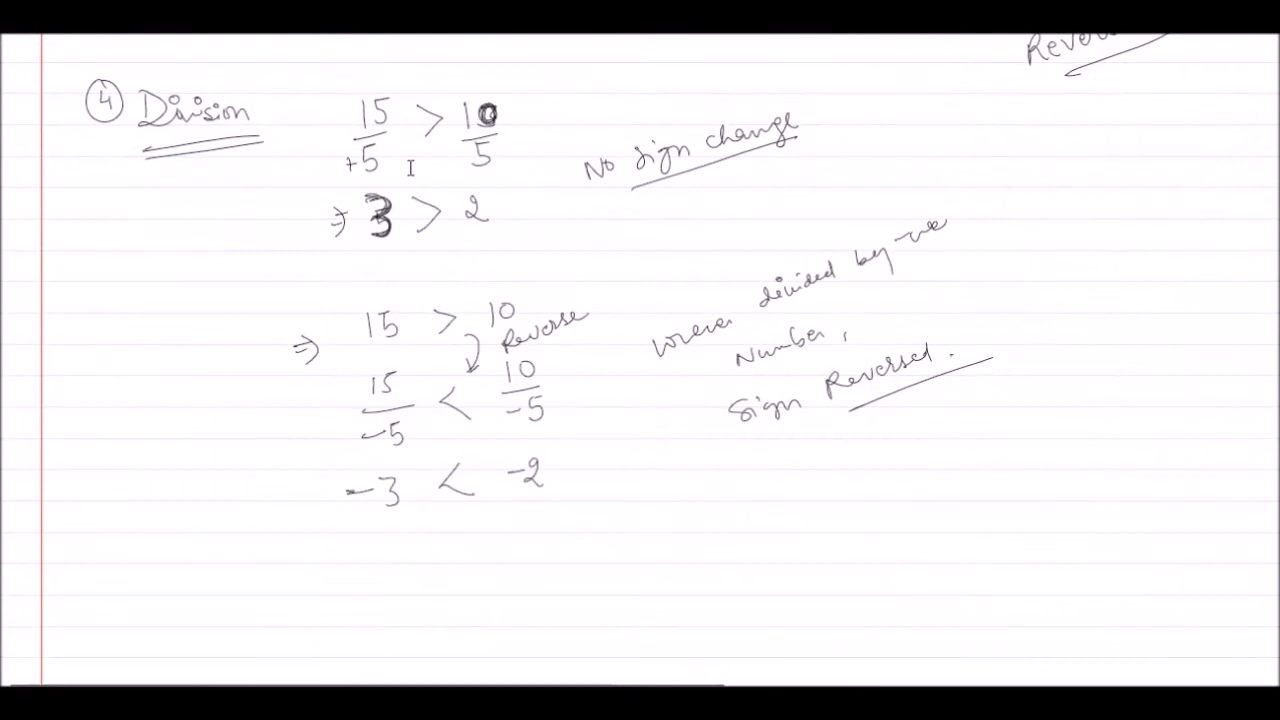 Revers
④ Division
15/+5 > 10/5
No sign change
⇒ 3 > 2
⇒ 15 > 10
Reverse
15/-5 < 10/-5
-3 < -2
divided by -ve
Number,
Sign Reversed.